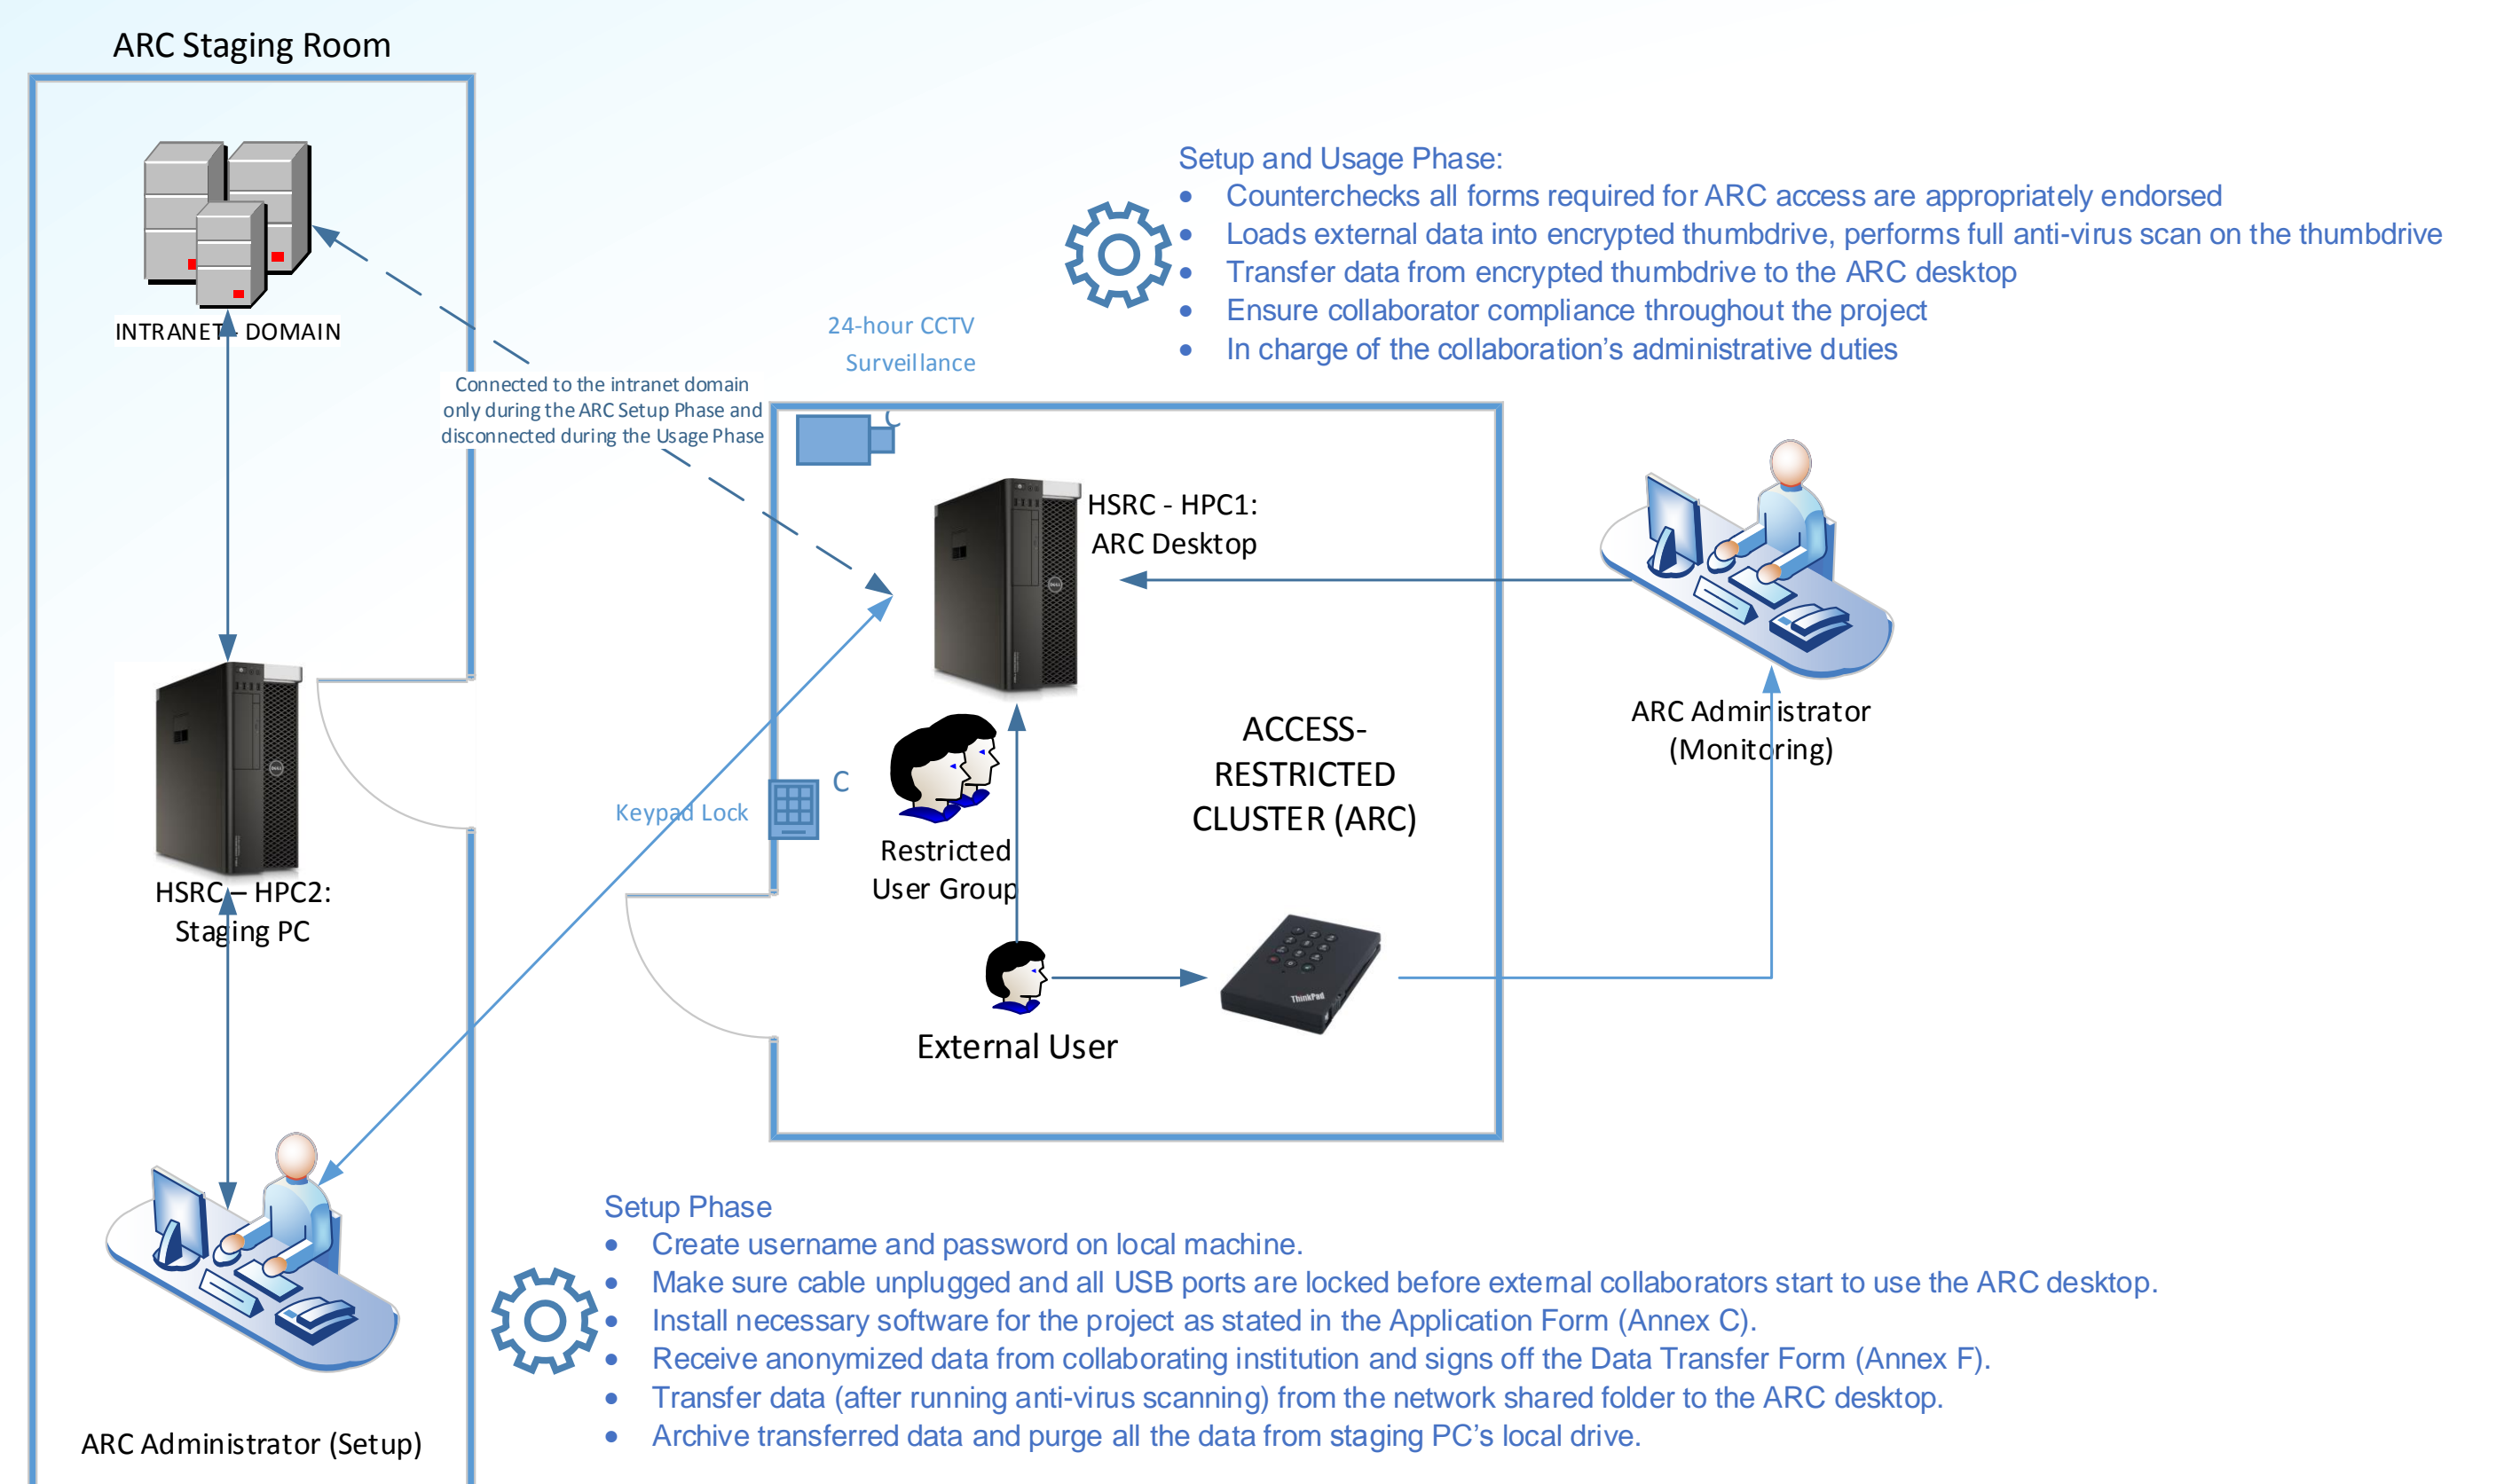 ARC Staging Room
INTRANET - DOMAIN
Connected to the intranet domain
only during the ARC Setup Phase and
disconnected during the Usage Phase
24-hour CCTV
Surveillance
C
Setup and Usage Phase:
• Counterchecks all forms required for ARC access are appropriately endorsed
• Loads external data into encrypted thumbdrive, performs full anti-virus scan on the thumbdrive
• Transfer data from encrypted thumbdrive to the ARC desktop
• Ensure collaborator compliance throughout the project
• In charge of the collaboration's administrative duties
HSRC - HPC1:
ARC Desktop
ARC Administrator
(Monitoring)
ACCESS-
RESTRICTED
CLUSTER (ARC)
Keypad Lock
C
Restricted
User Group
HSRC – HPC2:
Staging PC
ThinkPad
External User
Setup Phase
• Create username and password on local machine.
• Make sure cable unplugged and all USB ports are locked before external collaborators start to use the ARC desktop.
• Install necessary software for the project as stated in the Application Form (Annex C).
• Receive anonymized data from collaborating institution and signs off the Data Transfer Form (Annex F).
• Transfer data (after running anti-virus scanning) from the network shared folder to the ARC desktop.
• Archive transferred data and purge all the data from staging PC's local drive.
ARC Administrator (Setup)